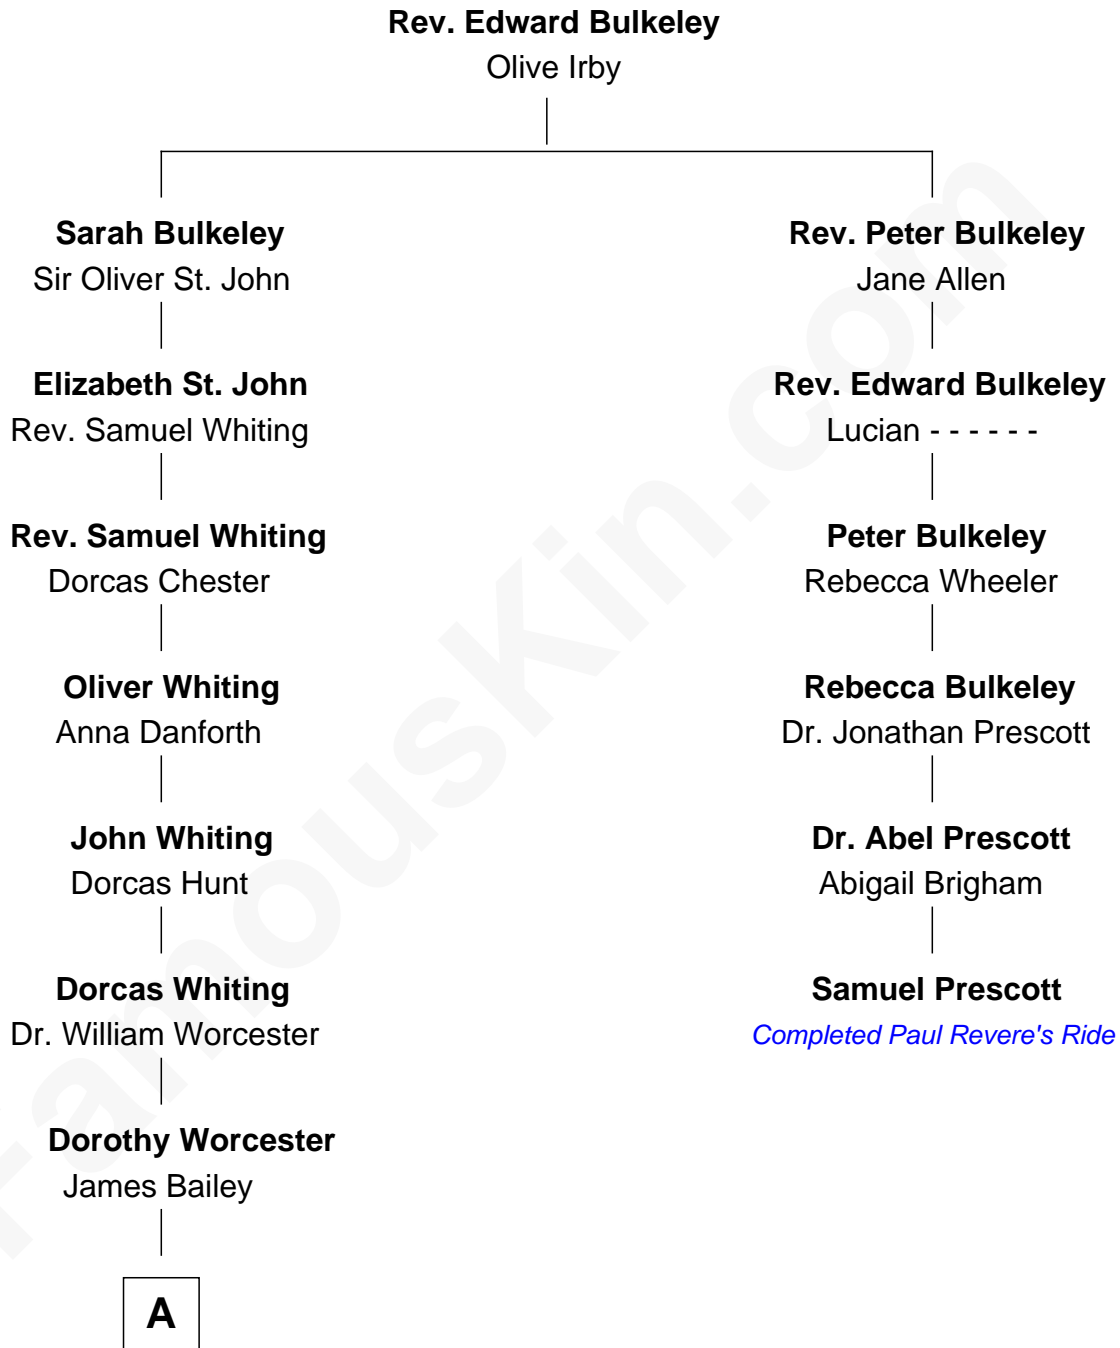 Rev. Edward Bulkeley
Olive Irby
Sarah Bulkeley
Sir Oliver St. John
Elizabeth St. John
Rev. Samuel Whiting
Rev. Samuel Whiting
Dorcas Chester
Oliver Whiting
Anna Danforth
John Whiting
Dorcas Hunt
Dorcas Whiting
Dr. William Worcester
Dorothy Worcester
James Bailey
A
Rev. Peter Bulkeley
Jane Allen
Rev. Edward Bulkeley
Lucian - - - - - -
Peter Bulkeley
Rebecca Wheeler
Rebecca Bulkeley
Dr. Jonathan Prescott
Dr. Abel Prescott
Abigail Brigham
Samuel Prescott
Completed Paul Revere's Ride
FamousKin.com